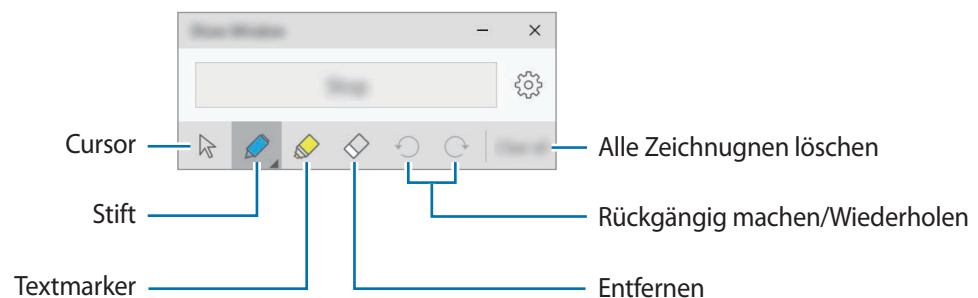 Cursor
Alle Zeichnugnen löschen
Stift
Rückgängig machen/Wiederholen
Textmarker
Entfernen